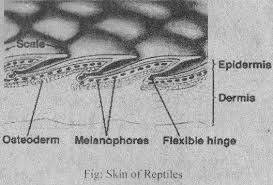 Scale
Epidermis
Dermis
Osteoderm Melanophores Flexible hinge
Fig: Skin of Reptiles